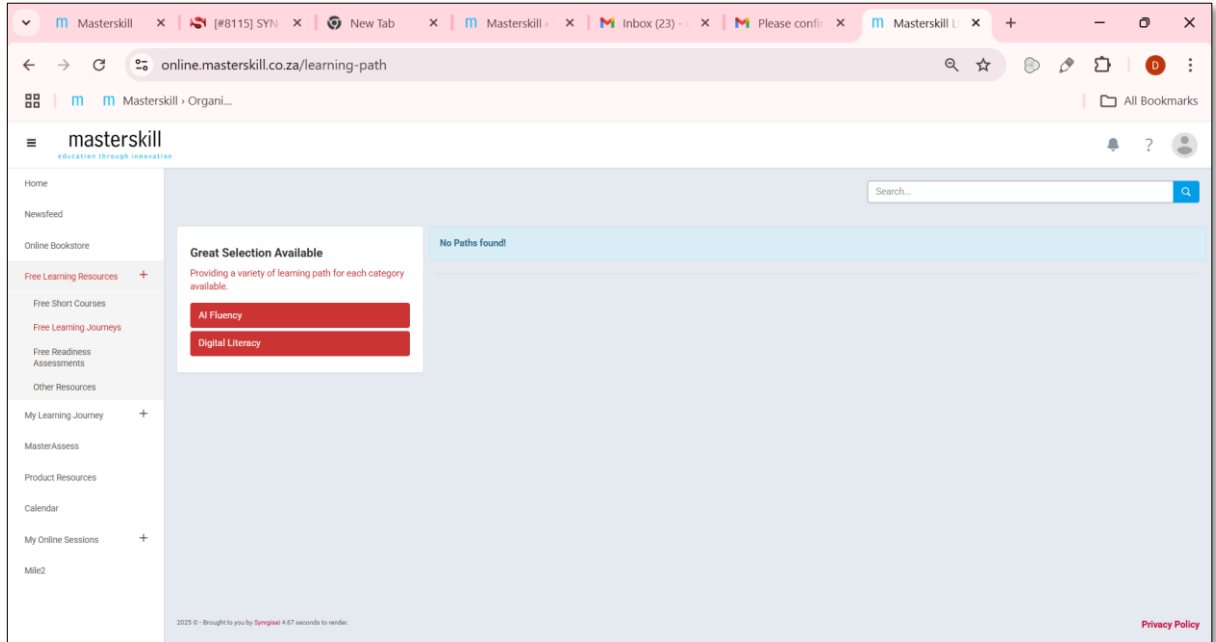 Masterskill
[#8115] SYN
New Tab
Masterskill ›
Inbox (23) -
Please confi
Masterskill L
online.masterskill.co.za/learning-path
Masterskill › Organi...
All Bookmarks
masterskill
education through innovation
?
D
Home
Newsfeed
Online Bookstore
Free Learning Resources +
Free Short Courses
Free Learning Journeys
Free Readiness
Assessments
Other Resources
My Learning Journey +
MasterAssess
Product Resources
Calendar
My Online Sessions +
Mile2
Search...
Great Selection Available
Providing a variety of learning path for each category
available.
AI Fluency
Digital Literacy
No Paths found!
2025 © - Brought to you by Synrgise! 4.67 seconds to render.
Privacy Policy